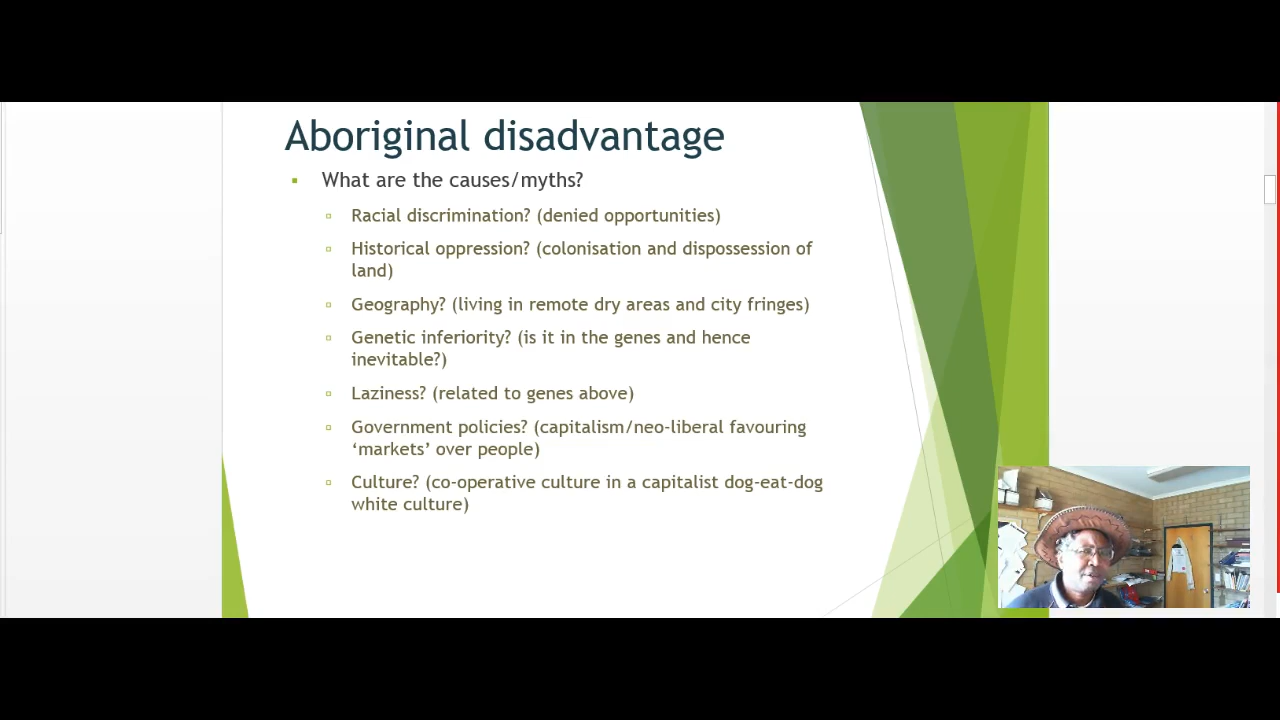 Aboriginal disadvantage
What are the causes/myths?
Racial discrimination? (denied opportunities)
Historical oppression? (colonisation and dispossession of
land)
Geography? (living in remote dry areas and city fringes)
Genetic inferiority? (is it in the genes and hence
inevitable?)
Laziness? (related to genes above)
Government policies? (capitalism/neo-liberal favouring
‘markets’ over people)
Culture? (co-operative culture in a capitalist dog-eat-dog
white culture)